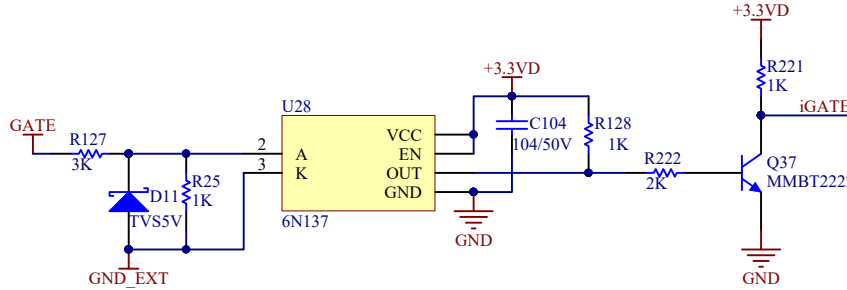 +3.3VD
R221
1K
iGATE
+3.3VD
U28
C104
104/50V
R128
1K
VCC
EN
OUT
GND
GATE
R127
3K
2
A
3
K
R222
2K
Q37
MMBT222
D11
TVS5V
R25
1K
6N137
GND
GND_EXT
GND